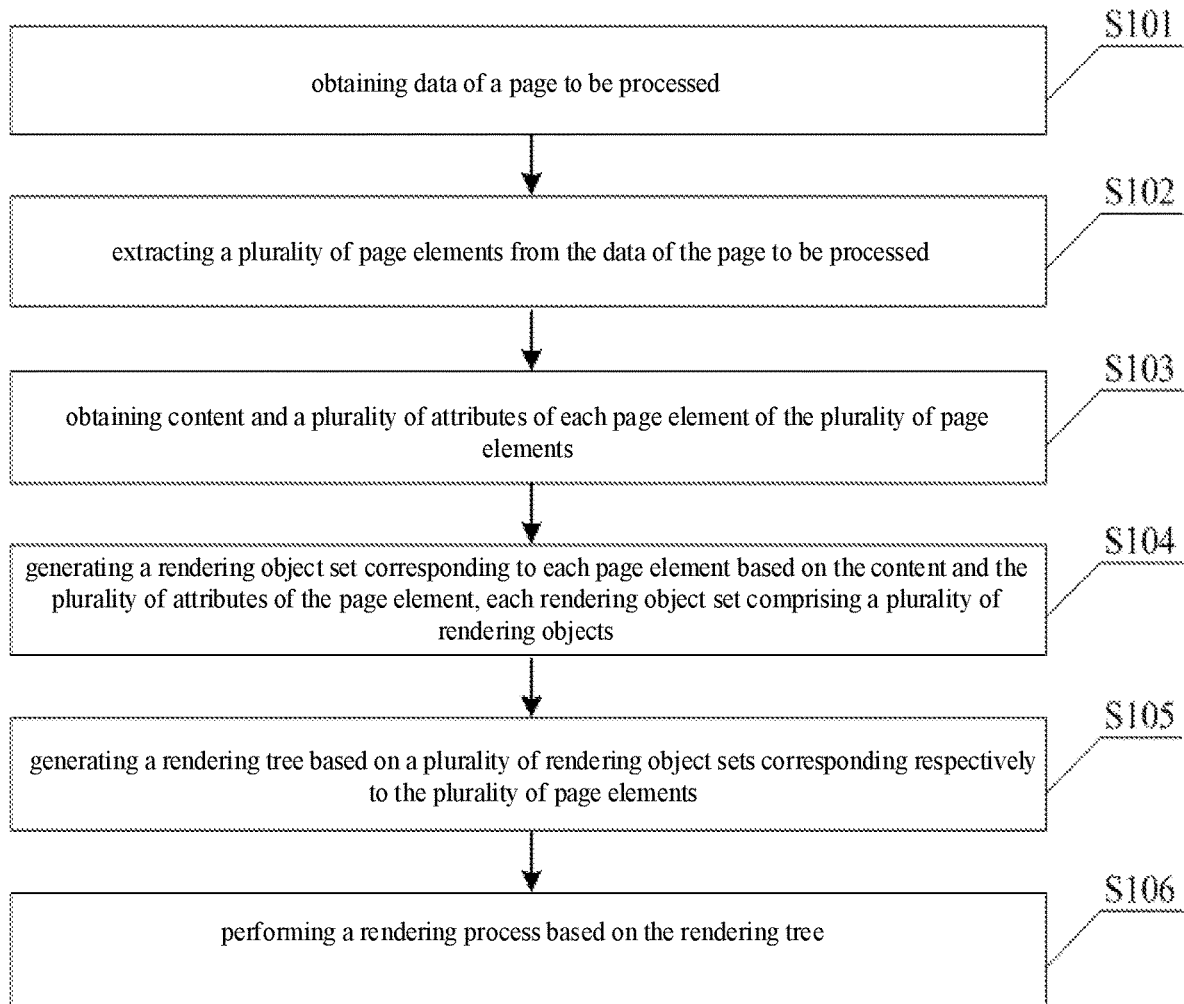 S101
obtaining data of a page to be processed
S102
extracting a plurality of page elements from the data of the page to be processed
S103
obtaining content and a plurality of attributes of each page element of the plurality of page
elements
S104
generating a rendering object set corresponding to each page element based on the content and the
plurality of attributes of the page element, each rendering object set comprising a plurality of
rendering objects
S105
generating a rendering tree based on a plurality of rendering object sets corresponding respectively
to the plurality of page elements
S106
performing a rendering process based on the rendering tree